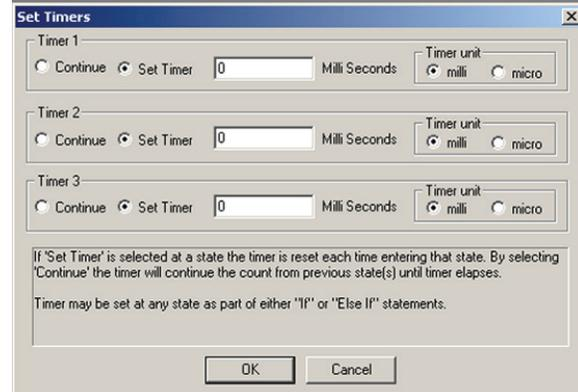 Set Timers
Timer 1
Continue Set Timer 0 Milli Seconds Timer unit milli micro
Timer 2
Continue Set Timer 0 Milli Seconds Timer unit milli micro
Timer 3
Continue Set Timer 0 Milli Seconds Timer unit milli micro
If 'Set Timer' is selected at a state the timer is reset each time entering that state. By selecting
'Continue' the timer will continue the count from previous state(s) until timer elapses.
Timer may be set at any state as part of either "If" or "Else If" statements.
OK Cancel